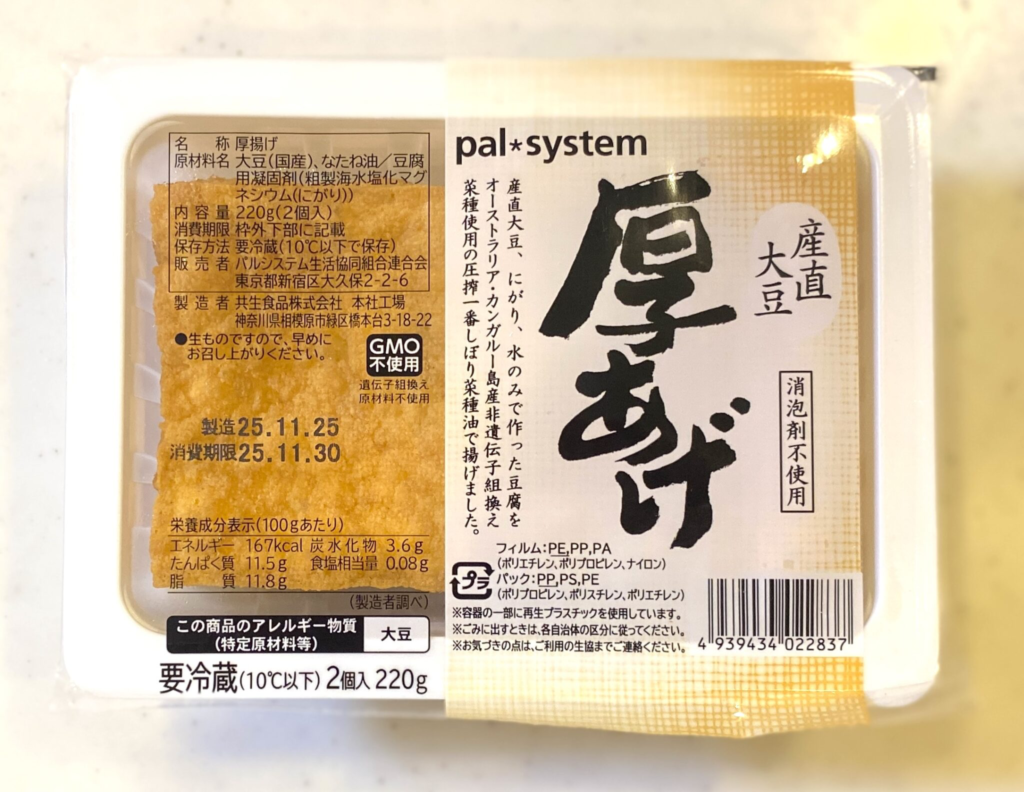 名　　称 厚揚げ
原材料名 大豆(国産)、なたね油／豆腐
用凝固剤(粗製海水塩化マグ
ネシウム(にがり))
内 容 量 220g(2個入)
消費期限 枠外下部に記載
保存方法 要冷蔵(10℃以下で保存)
販 売 者 パルシステム生活協同組合連合会
東京都新宿区大久保2-2-6
製 造 者 共生食品株式会社 本社工場
神奈川県相模原市緑区橋本台3-18-22
●生ものですので、早めに
お召し上がりください。
GMO
不使用
遺伝子組換え
原材料不使用
製造25.11.25
消費期限25.11.30
栄養成分表示(100gあたり)
エネルギー 167kcal 炭水化物 3.6g
たんぱく質 11.5g 食塩相当量 0.08g
脂　　質 11.8g
(製造者調べ)
この商品のアレルギー物質
(特定原材料等)
大豆
要冷蔵(10℃以下) 2個入 220g
pal*system
産直
大豆
厚あげ
消泡剤不使用
産直大豆、にがり、水のみで作った豆腐を
オーストラリア・カンガルー島産非遺伝子組換え
菜種使用の圧搾一番しぼり菜種油で揚げました。
プラ
フィルム:PE,PP,PA
(ポリエチレン、ポリプロピレン、ナイロン)
パック:PP,PS,PE
(ポリプロピレン、ポリスチレン、ポリエチレン)
※容器の一部に再生プラスチックを使用しています。
※ごみに出すときは、各自治体の区分に従ってください。
※お気づきの点は、ご利用の生協までご連絡ください。
4 939434 022837